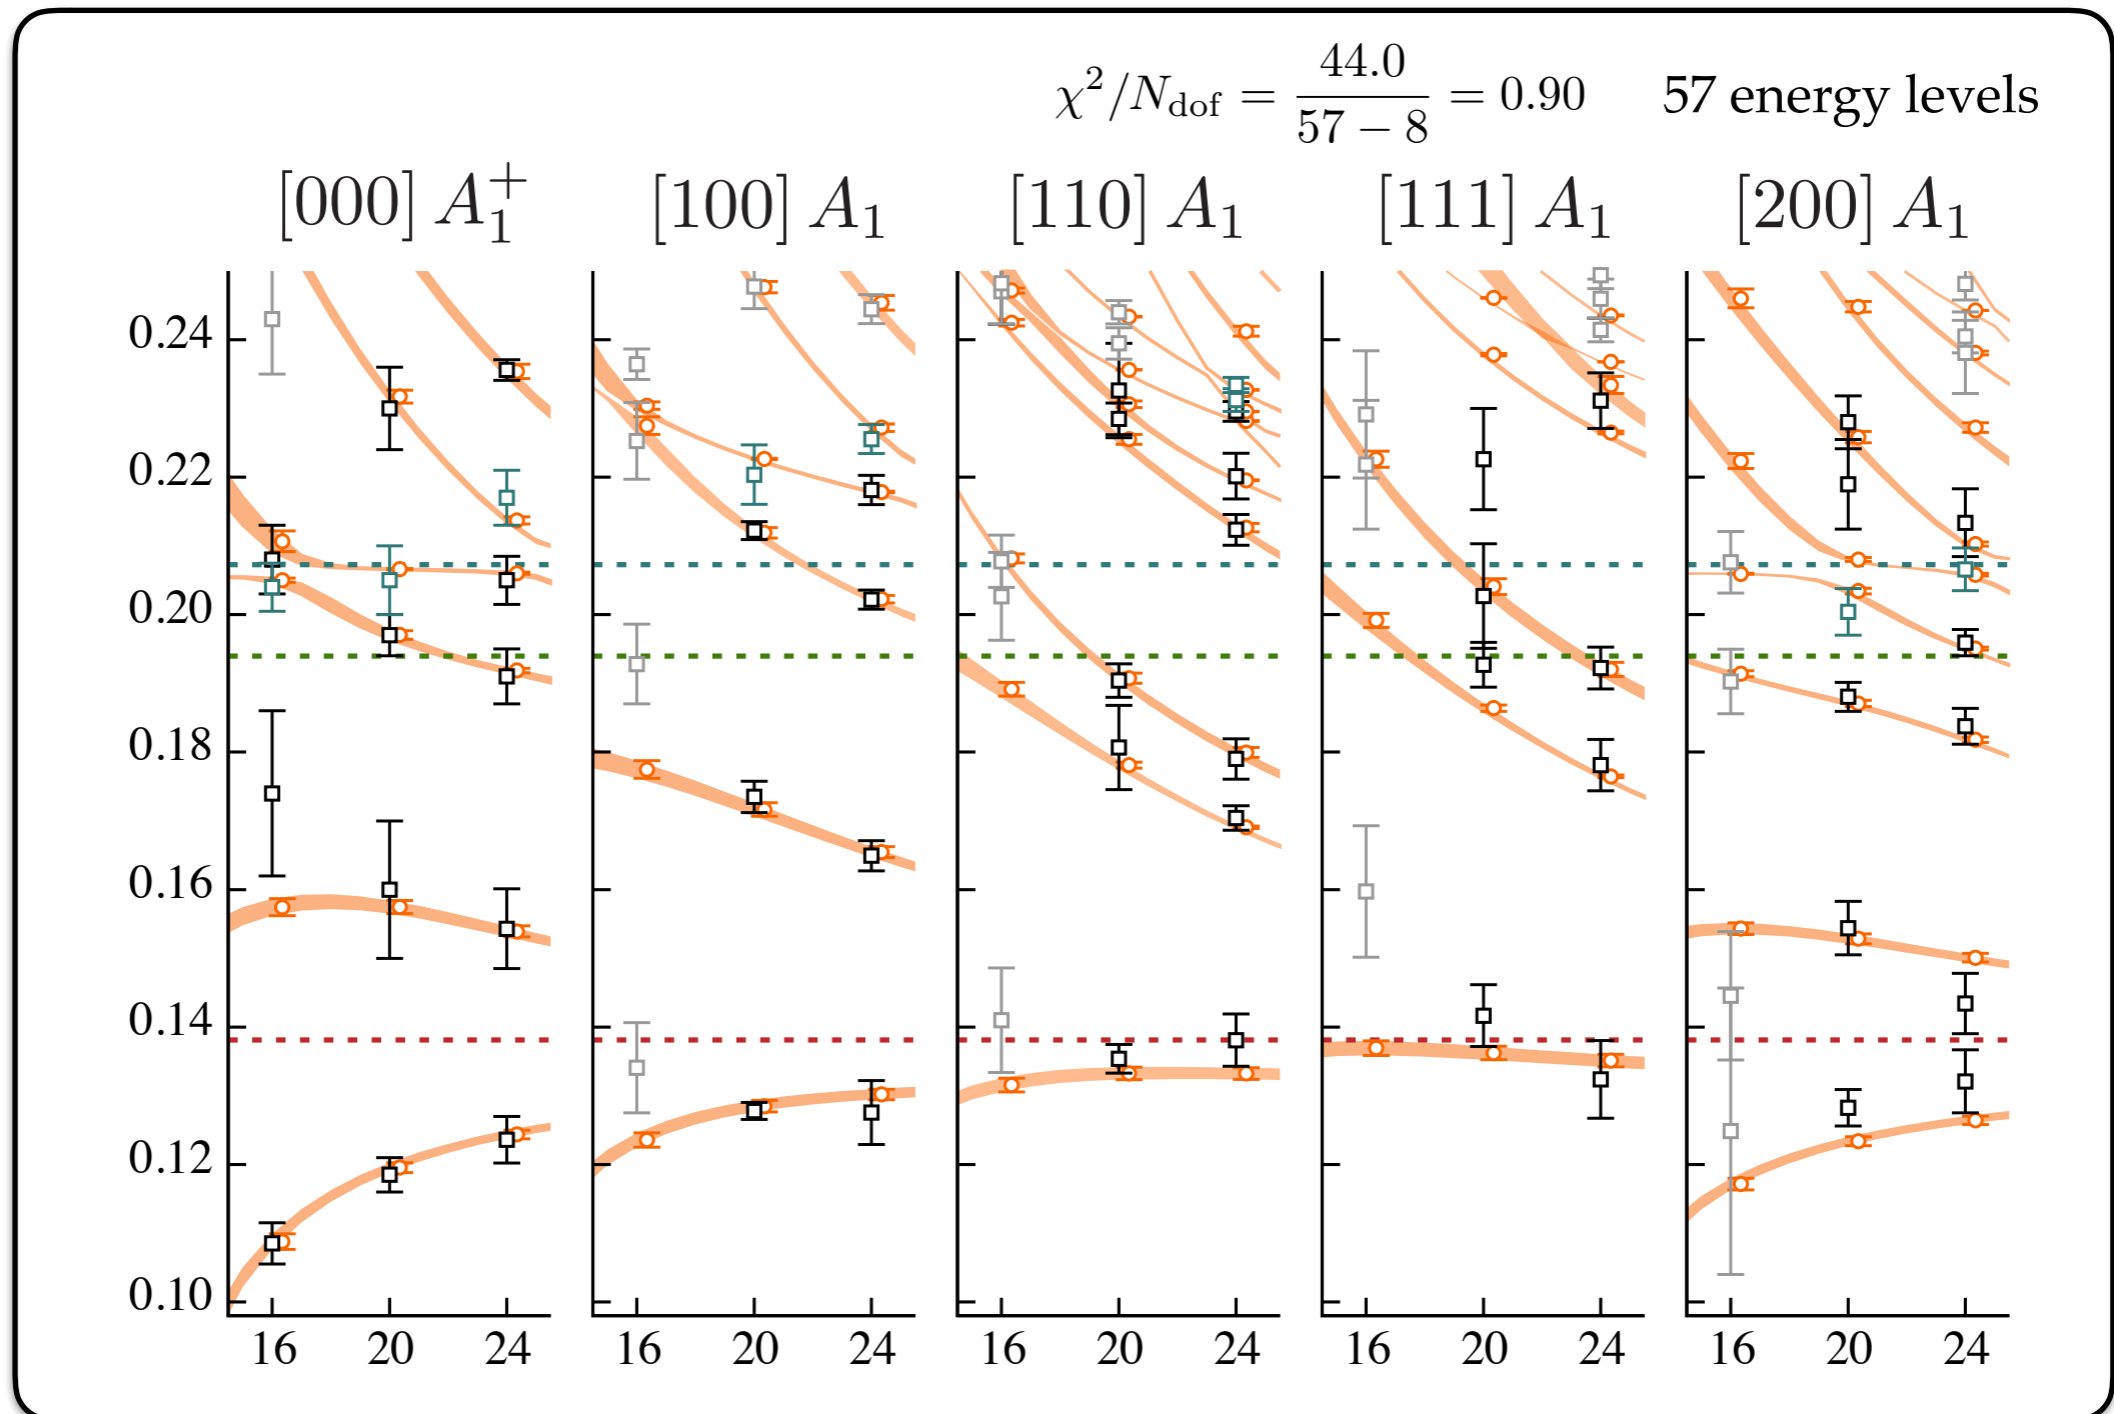 χ²/N_dof = 44.0/(57 − 8) = 0.90 57 energy levels
[000] A₁⁺ [100] A₁ [110] A₁ [111] A₁ [200] A₁
0.24
0.22
0.20
0.18
0.16
0.14
0.12
0.10
16 20 24 16 20 24 16 20 24 16 20 24 16 20 24